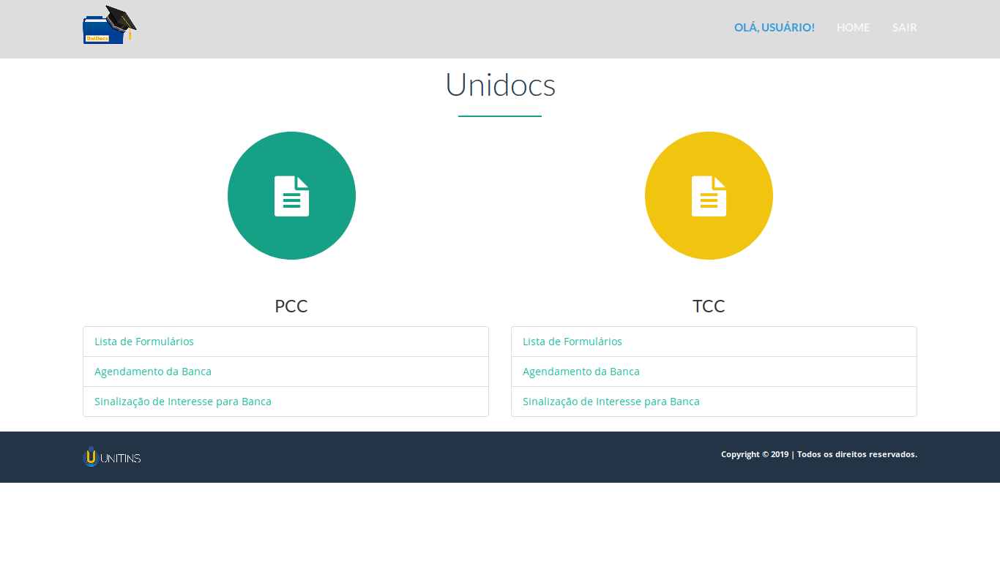 UniDocs
OLÁ, USUÁRIO! HOME SAIR
Unidocs
PCC
Lista de Formulários
Agendamento da Banca
Sinalização de Interesse para Banca
TCC
Lista de Formulários
Agendamento da Banca
Sinalização de Interesse para Banca
UNITINS
Copyright © 2019 | Todos os direitos reservados.